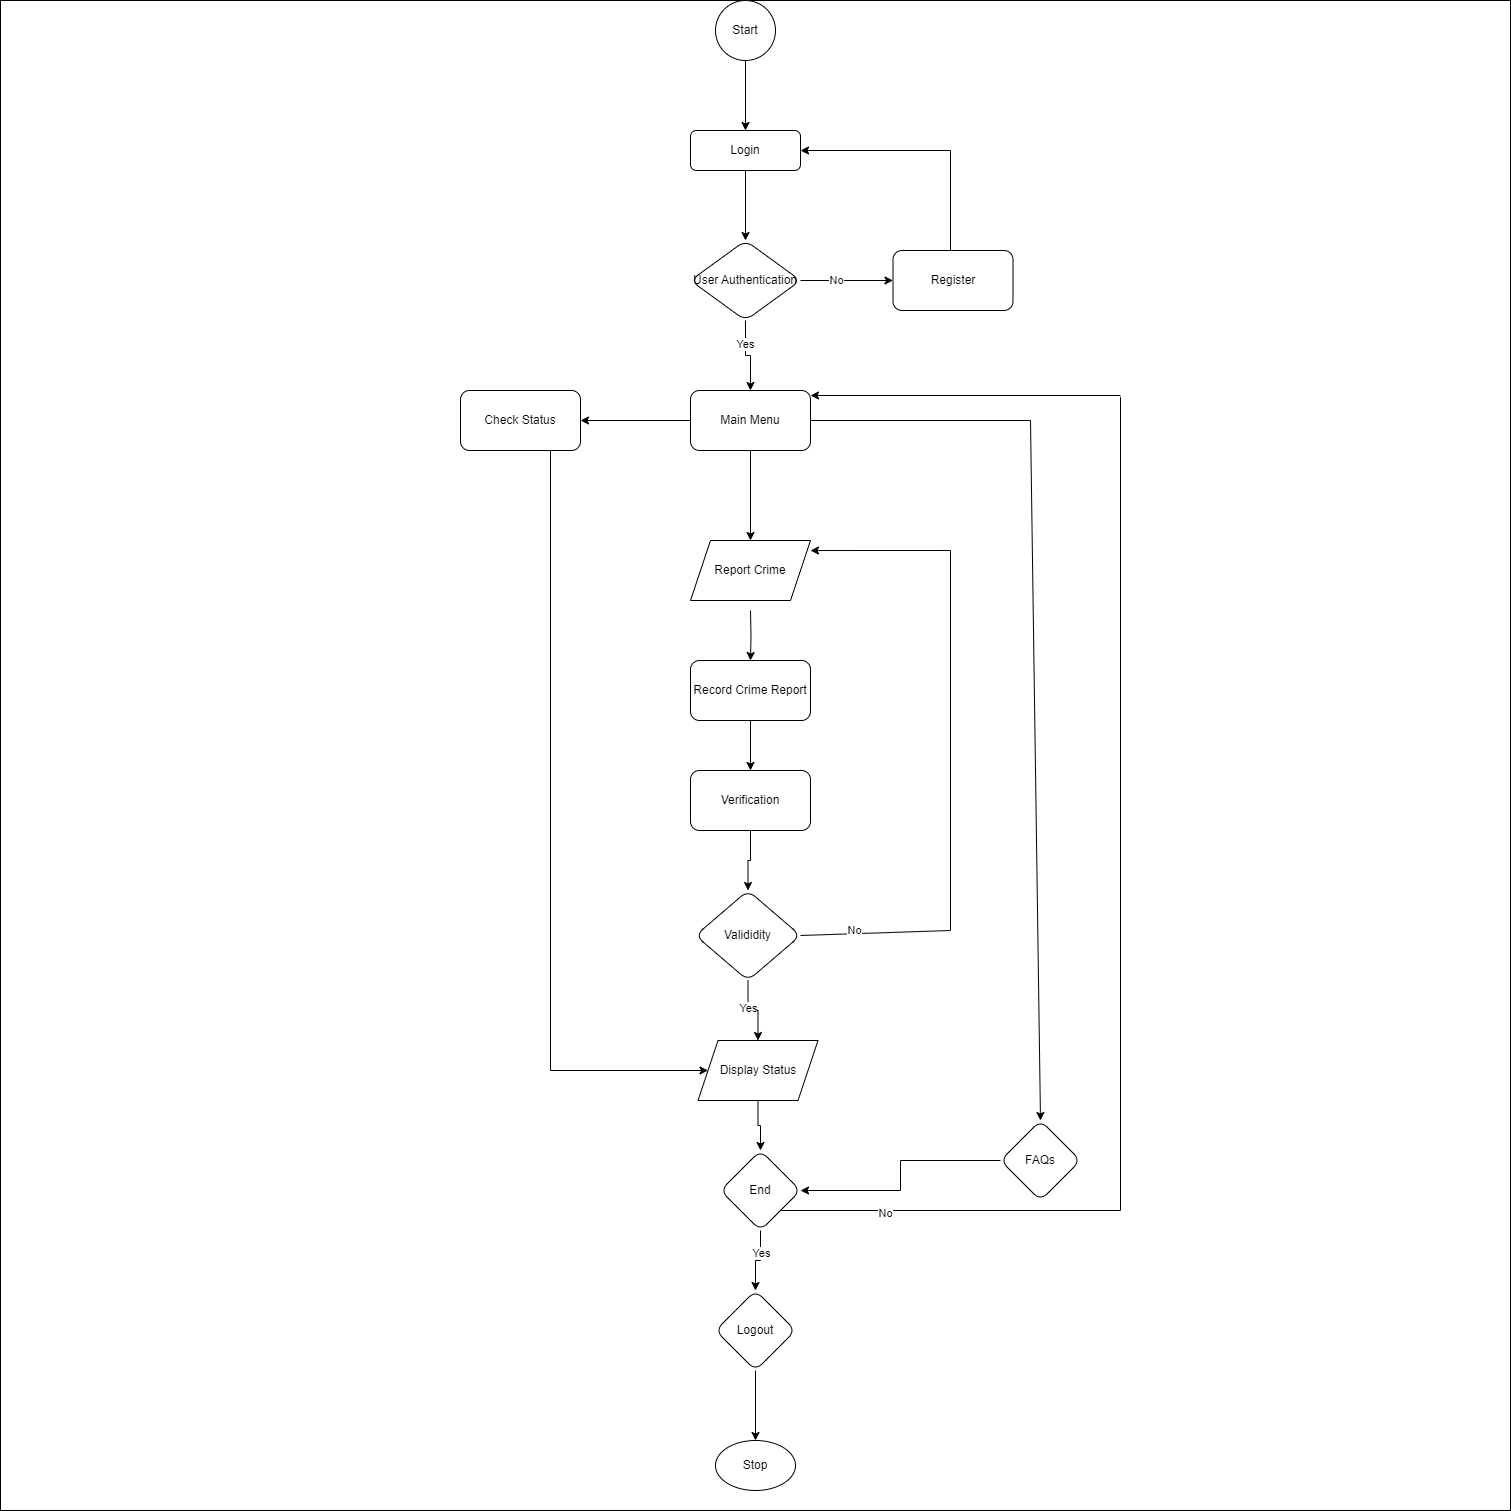 Start
Login
User Authentication
No
Register
Yes
Check Status
Main Menu
Report Crime
Record Crime Report
Verification
Valididity
No
Yes
Display Status
FAQs
End
No
Yes
Logout
Stop